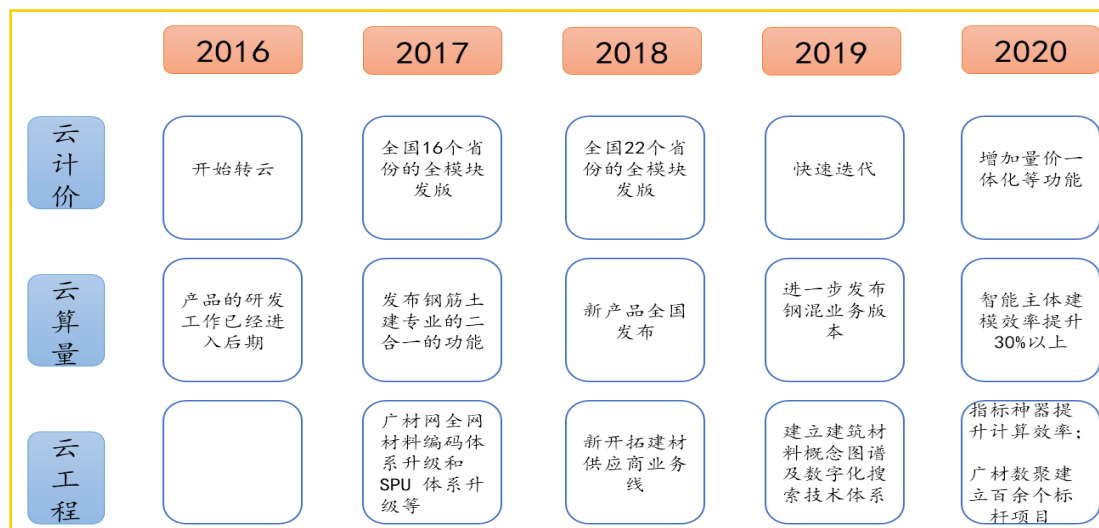 2016
2017
2018
2019
2020
云
计
价
开始转云
全国16个省
份的全模块
发版
全国22个省
份的全模块
发版
快速迭代
增加量价一
体化等功能
云
算
量
产品的研发
工作已经进
入后期
发布钢筋土
建专业的二
合一的功能
新产品全国
发布
进一步发布
钢混业务版
本
智能主体建
模效率提升
30%以上
云
工
程
广材网全网
材料编码体
系升级和
SPU 体系升
级等
新开拓建材
供应商业务
线
建立建筑材
料概念图谱
及数字化搜
索技术体系
指标神器提
升计算效率；
广材数聚建
立百余个标
杆项目